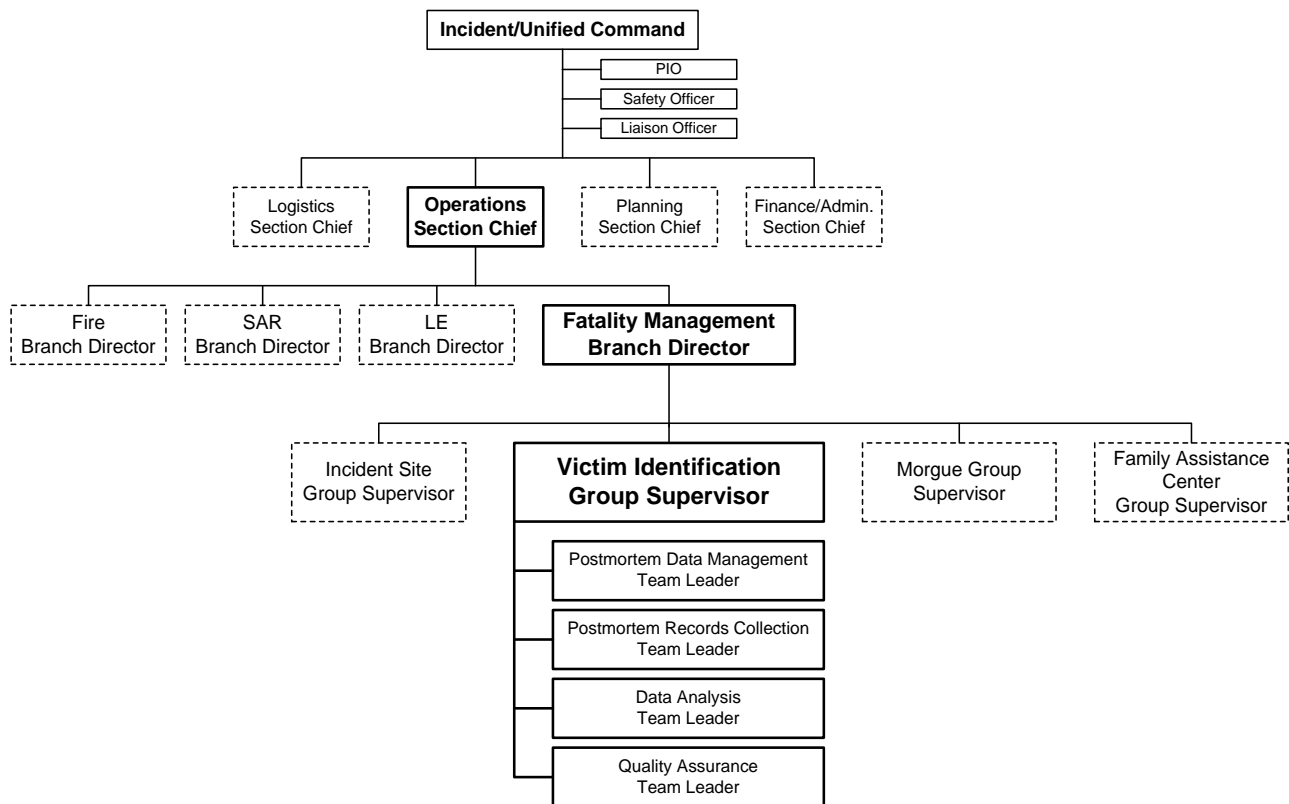 Incident/Unified Command
PIO
Safety Officer
Liaison Officer
Logistics
Section Chief
Operations
Section Chief
Planning
Section Chief
Finance/Admin.
Section Chief
Fire
Branch Director
SAR
Branch Director
LE
Branch Director
Fatality Management
Branch Director
Incident Site
Group Supervisor
Victim Identification
Group Supervisor
Morgue Group
Supervisor
Family Assistance
Center
Group Supervisor
Postmortem Data Management
Team Leader
Postmortem Records Collection
Team Leader
Data Analysis
Team Leader
Quality Assurance
Team Leader